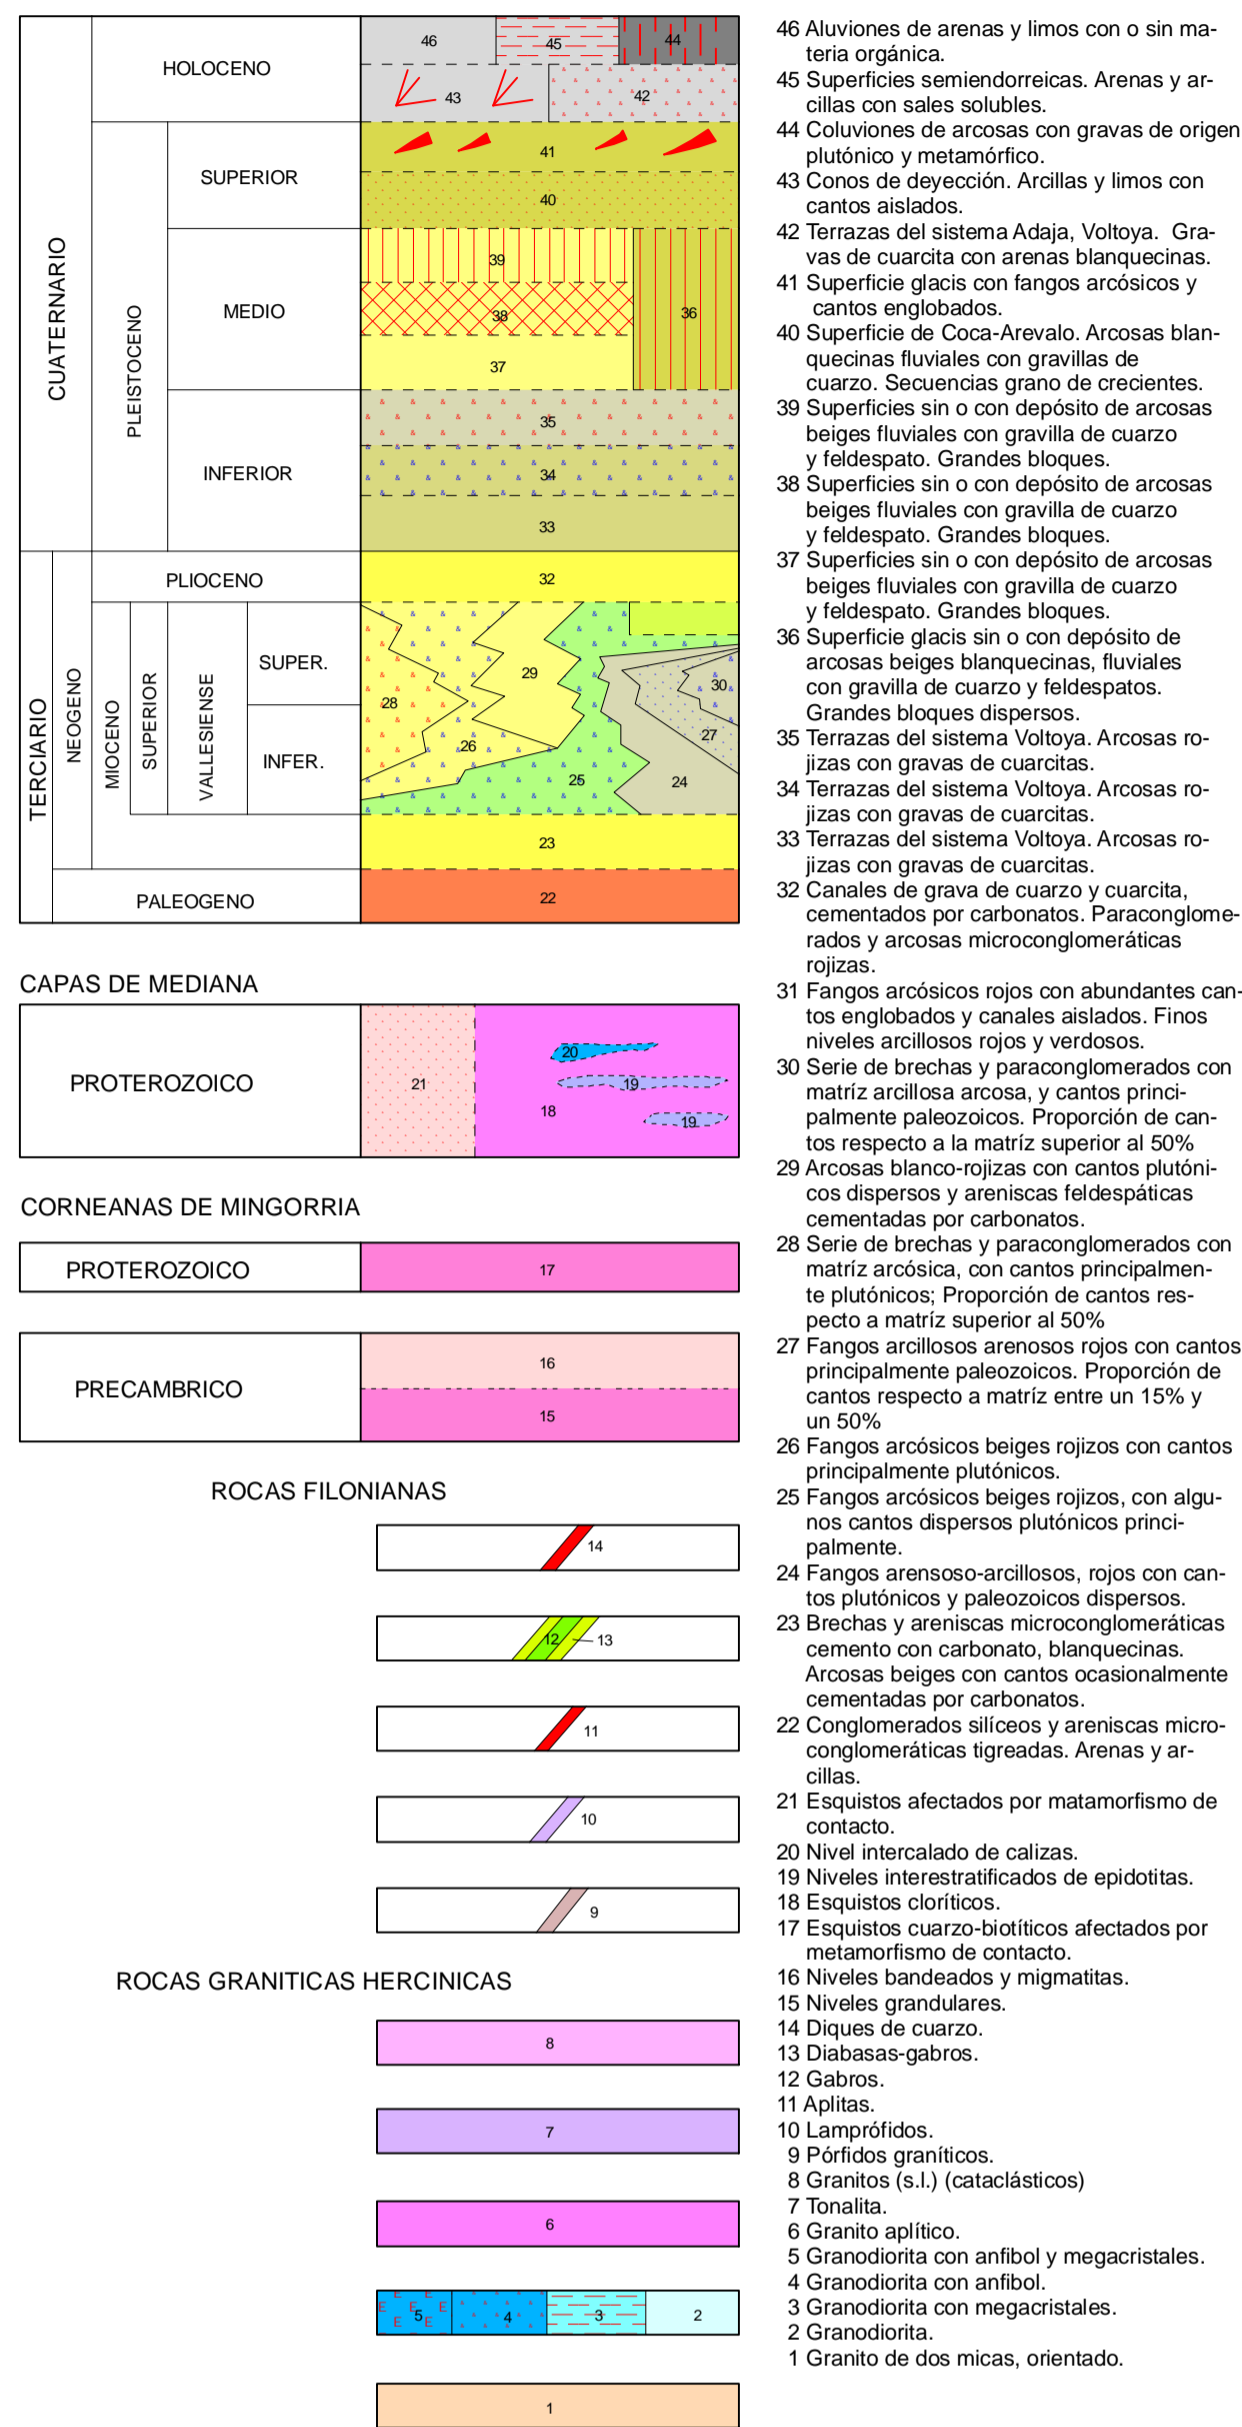 HOLOCENO
46
45
44
43
42
CUATERNARIO
PLEISTOCENO
SUPERIOR
41
40
MEDIO
39
38
37
36
INFERIOR
35
34
33
TERCIARIO
NEOGENO
PLIOCENO
32
MIOCENO
SUPERIOR
VALLESIENSE
SUPER.
INFER.
28
26
29
25
30
27
24
23
PALEOGENO
22
CAPAS DE MEDIANA
PROTEROZOICO
21
18
20
19
19
CORNEANAS DE MINGORRIA
PROTEROZOICO
17
PRECAMBRICO
16
15
ROCAS FILONIANAS
14
12
13
11
10
9
ROCAS GRANITICAS HERCINICAS
8
7
6
E E E E E E E
5
4
3
2
1
46 Aluviones de arenas y limos con o sin ma-
teria orgánica.
45 Superficies semiendorreicas. Arenas y ar-
cillas con sales solubles.
44 Coluviones de arcosas con gravas de origen
plutónico y metamórfico.
43 Conos de deyección. Arcillas y limos con
cantos aislados.
42 Terrazas del sistema Adaja, Voltoya. Gra-
vas de cuarcita con arenas blanquecinas.
41 Superficie glacis con fangos arcósicos y
cantos englobados.
40 Superficie de Coca-Arevalo. Arcosas blan-
quecinas fluviales con gravillas de
cuarzo. Secuencias grano de crecientes.
39 Superficies sin o con depósito de arcosas
beiges fluviales con gravilla de cuarzo
y feldespato. Grandes bloques.
38 Superficies sin o con depósito de arcosas
beiges fluviales con gravilla de cuarzo
y feldespato. Grandes bloques.
37 Superficies sin o con depósito de arcosas
beiges fluviales con gravilla de cuarzo
y feldespato. Grandes bloques.
36 Superficie glacis sin o con depósito de
arcosas beiges blanquecinas, fluviales
con gravilla de cuarzo y feldespatos.
Grandes bloques dispersos.
35 Terrazas del sistema Voltoya. Arcosas ro-
jizas con gravas de cuarcitas.
34 Terrazas del sistema Voltoya. Arcosas ro-
jizas con gravas de cuarcitas.
33 Terrazas del sistema Voltoya. Arcosas ro-
jizas con gravas de cuarcitas.
32 Canales de grava de cuarzo y cuarcita,
cementados por carbonatos. Paraconglome-
rados y arcosas microconglomeráticas
rojizas.
31 Fangos arcósicos rojos con abundantes can-
tos englobados y canales aislados. Finos
niveles arcillosos rojos y verdosos.
30 Serie de brechas y paraconglomerados con
matríz arcillosa arcosa, y cantos princi-
palmente paleozoicos. Proporción de can-
tos respecto a la matríz superior al 50%
29 Arcosas blanco-rojizas con cantos plutóni-
cos dispersos y areniscas feldespáticas
cementadas por carbonatos.
28 Serie de brechas y paraconglomerados con
matríz arcósica, con cantos principalmen-
te plutónicos; Proporción de cantos res-
pecto a matríz superior al 50%
27 Fangos arcillosos arenosos rojos con cantos
principalmente paleozoicos. Proporción de
cantos respecto a matríz entre un 15% y
un 50%
26 Fangos arcósicos beiges rojizos con cantos
principalmente plutónicos.
25 Fangos arcósicos beiges rojizos, con algu-
nos cantos dispersos plutónicos princi-
palmente.
24 Fangos arensoso-arcillosos, rojos con can-
tos plutónicos y paleozoicos dispersos.
23 Brechas y areniscas microconglomeráticas
cemento con carbonato, blanquecinas.
Arcosas beiges con cantos ocasionalmente
cementadas por carbonatos.
22 Conglomerados silíceos y areniscas micro-
conglomeráticas tigreadas. Arenas y ar-
cillas.
21 Esquistos afectados por matamorfismo de
contacto.
20 Nivel intercalado de calizas.
19 Niveles interestratificados de epidotitas.
18 Esquistos cloríticos.
17 Esquistos cuarzo-biotíticos afectados por
metamorfismo de contacto.
16 Niveles bandeados y migmatitas.
15 Niveles grandulares.
14 Diques de cuarzo.
13 Diabasas-gabros.
12 Gabros.
11 Aplitas.
10 Lamprófidos.
9 Pórfidos graníticos.
8 Granitos (s.l.) (cataclásticos)
7 Tonalita.
6 Granito aplítico.
5 Granodiorita con anfibol y megacristales.
4 Granodiorita con anfibol.
3 Granodiorita con megacristales.
2 Granodiorita.
1 Granito de dos micas, orientado.